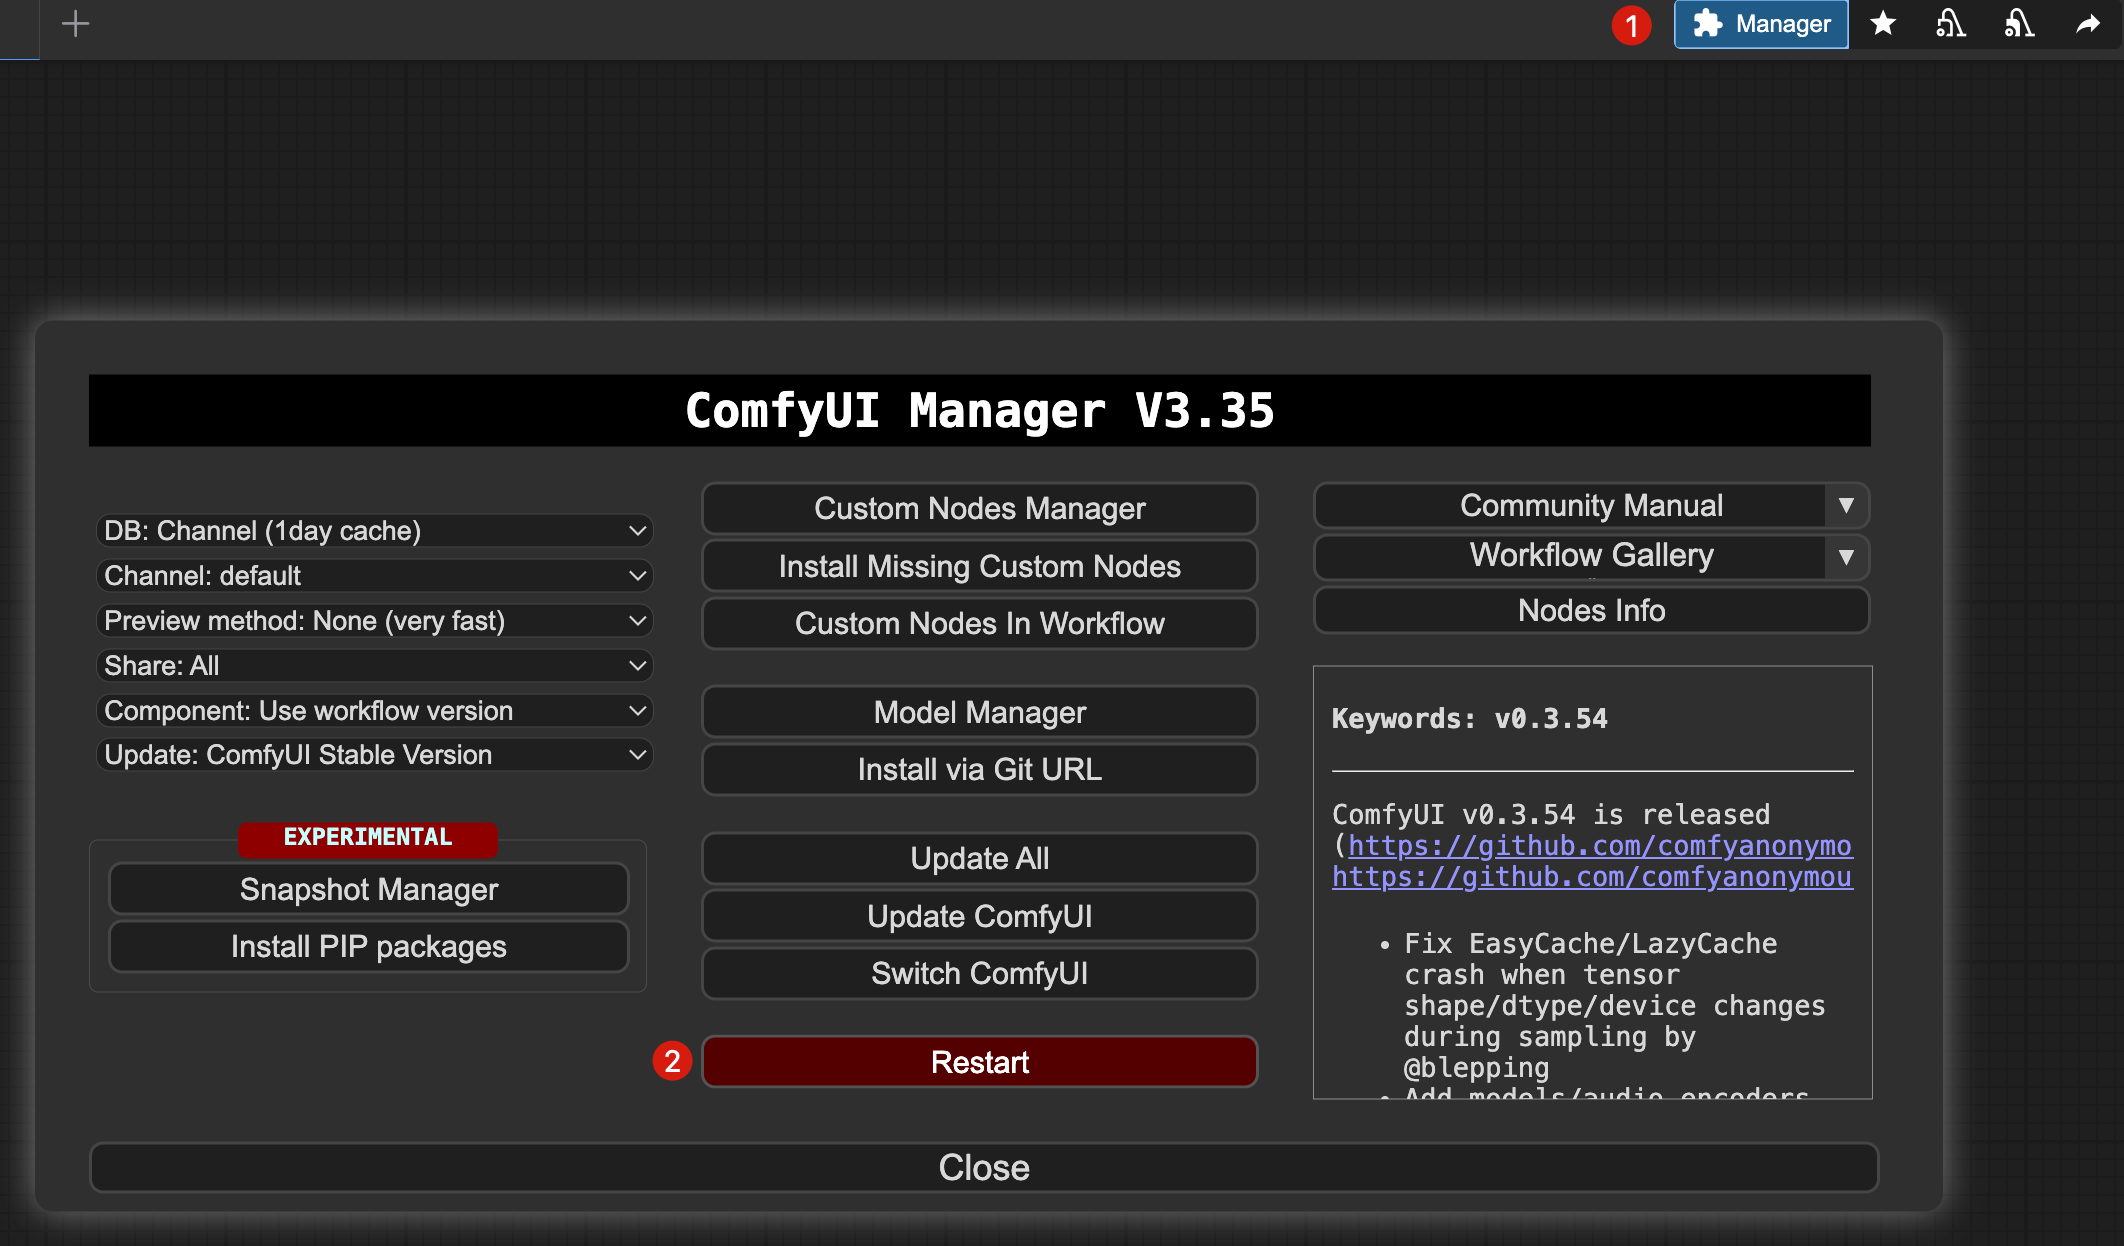 1
Manager
ComfyUI Manager V3.35
DB: Channel (1day cache)
Channel: default
Preview method: None (very fast)
Share: All
Component: Use workflow version
Update: ComfyUI Stable Version
EXPERIMENTAL
Snapshot Manager
Install PIP packages
Custom Nodes Manager
Install Missing Custom Nodes
Custom Nodes In Workflow
Model Manager
Install via Git URL
Update All
Update ComfyUI
Switch ComfyUI
2
Restart
Community Manual
Workflow Gallery
Nodes Info
Keywords: v0.3.54
ComfyUI v0.3.54 is released
(https://github.com/comfyanonymo
https://github.com/comfyanonymou
• Fix EasyCache/LazyCache
crash when tensor
shape/dtype/device changes
during sampling by
@blepping
• Add models/audio encoders
Close